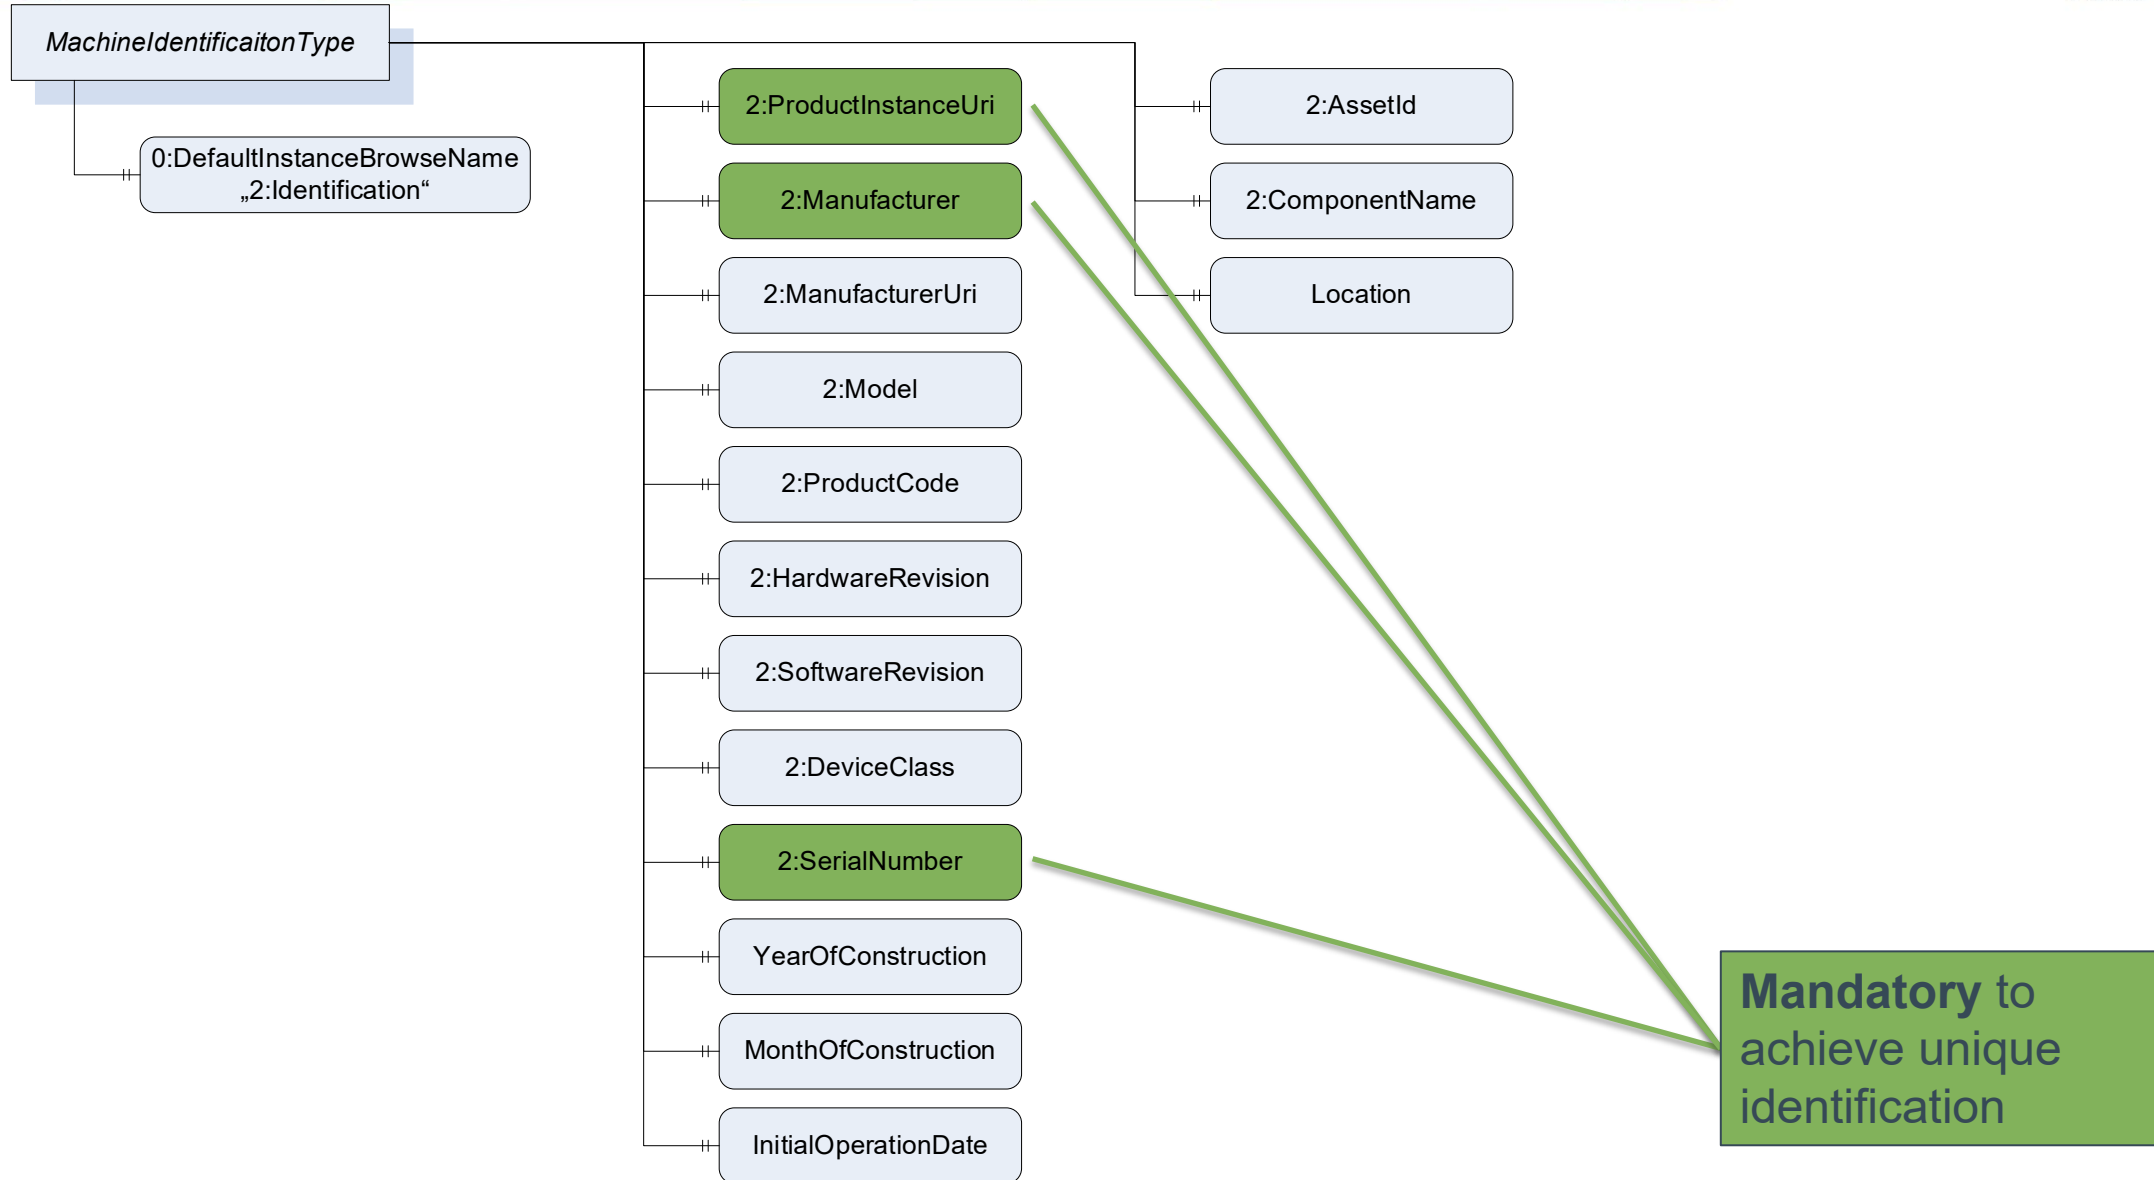 MachineIdentificaitonType
0:DefaultInstanceBrowseName
„2:Identification“
2:ProductInstanceUri
2:Manufacturer
2:ManufacturerUri
2:Model
2:ProductCode
2:HardwareRevision
2:SoftwareRevision
2:DeviceClass
2:SerialNumber
YearOfConstruction
MonthOfConstruction
InitialOperationDate
2:AssetId
2:ComponentName
Location
Mandatory to
achieve unique
identification